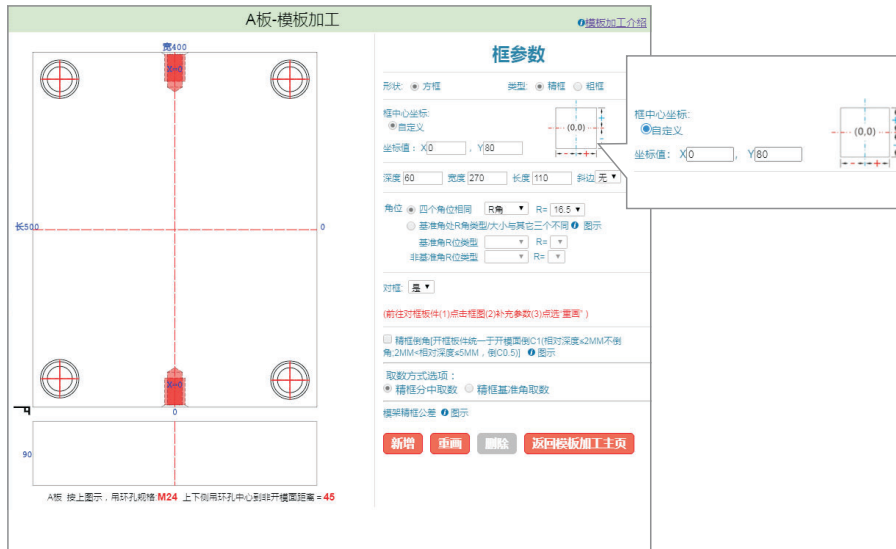 A板-模板加工
模板加工介绍
宽400
X=0
长500
0
X=0
0
90
A板 按上图示，吊环孔规格:M24 上下侧吊环孔中心到非开模面距离 = 45
框参数
形状: 方框 类型: 精框 粗框
框中心坐标:
自定义
(0,0)
坐标值： X 0 ，Y 80
深度 60 宽度 270 长度 110 斜边 无
角位 四个角位相同 R角 R= 16.5
基准角处R角类型/大小与其它三个不同 图示
基准角R位类型 R=
非基准角R位类型 R=
对框: 是
(前往对框板件(1)点击框图(2)补充参数(3)点选"重画" )
精框倒角[开框板件统一于开模面倒C1(相对深度≤2MM不倒
角;2MM<相对深度≤5MM，倒C0.5)] 图示
取数方式选项：
精框分中取数 精框基准角取数
模架精框公差 图示
新增 重画 删除 返回模板加工主页
框中心坐标:
自定义
(0,0)
坐标值： X 0 ，Y 80